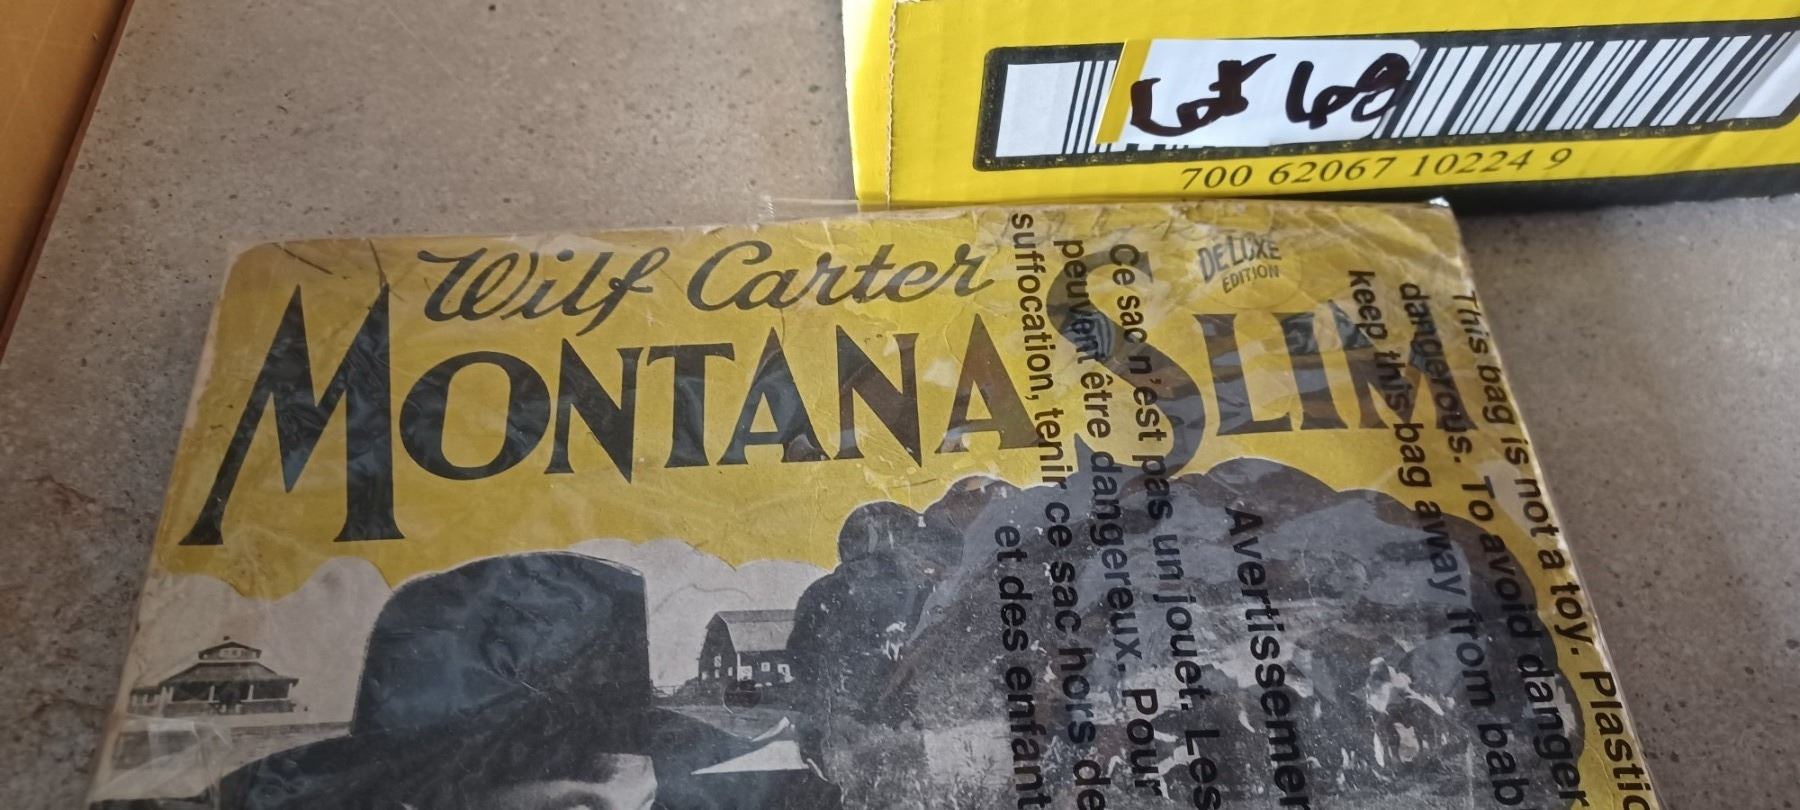 Lot 68
700 62067 10224 9
Wilf Carter
MONTANA SLIM
DE LUXE
EDITION
This bag is not a toy. Plastic
dangerous. To avoid danger
keep this bag away from bab
Avertissemen
Ce sac n'est pas un jouet. Les
peuvent être dangereux. Pour
suffocation, tenir ce sac hors de
et des enfant